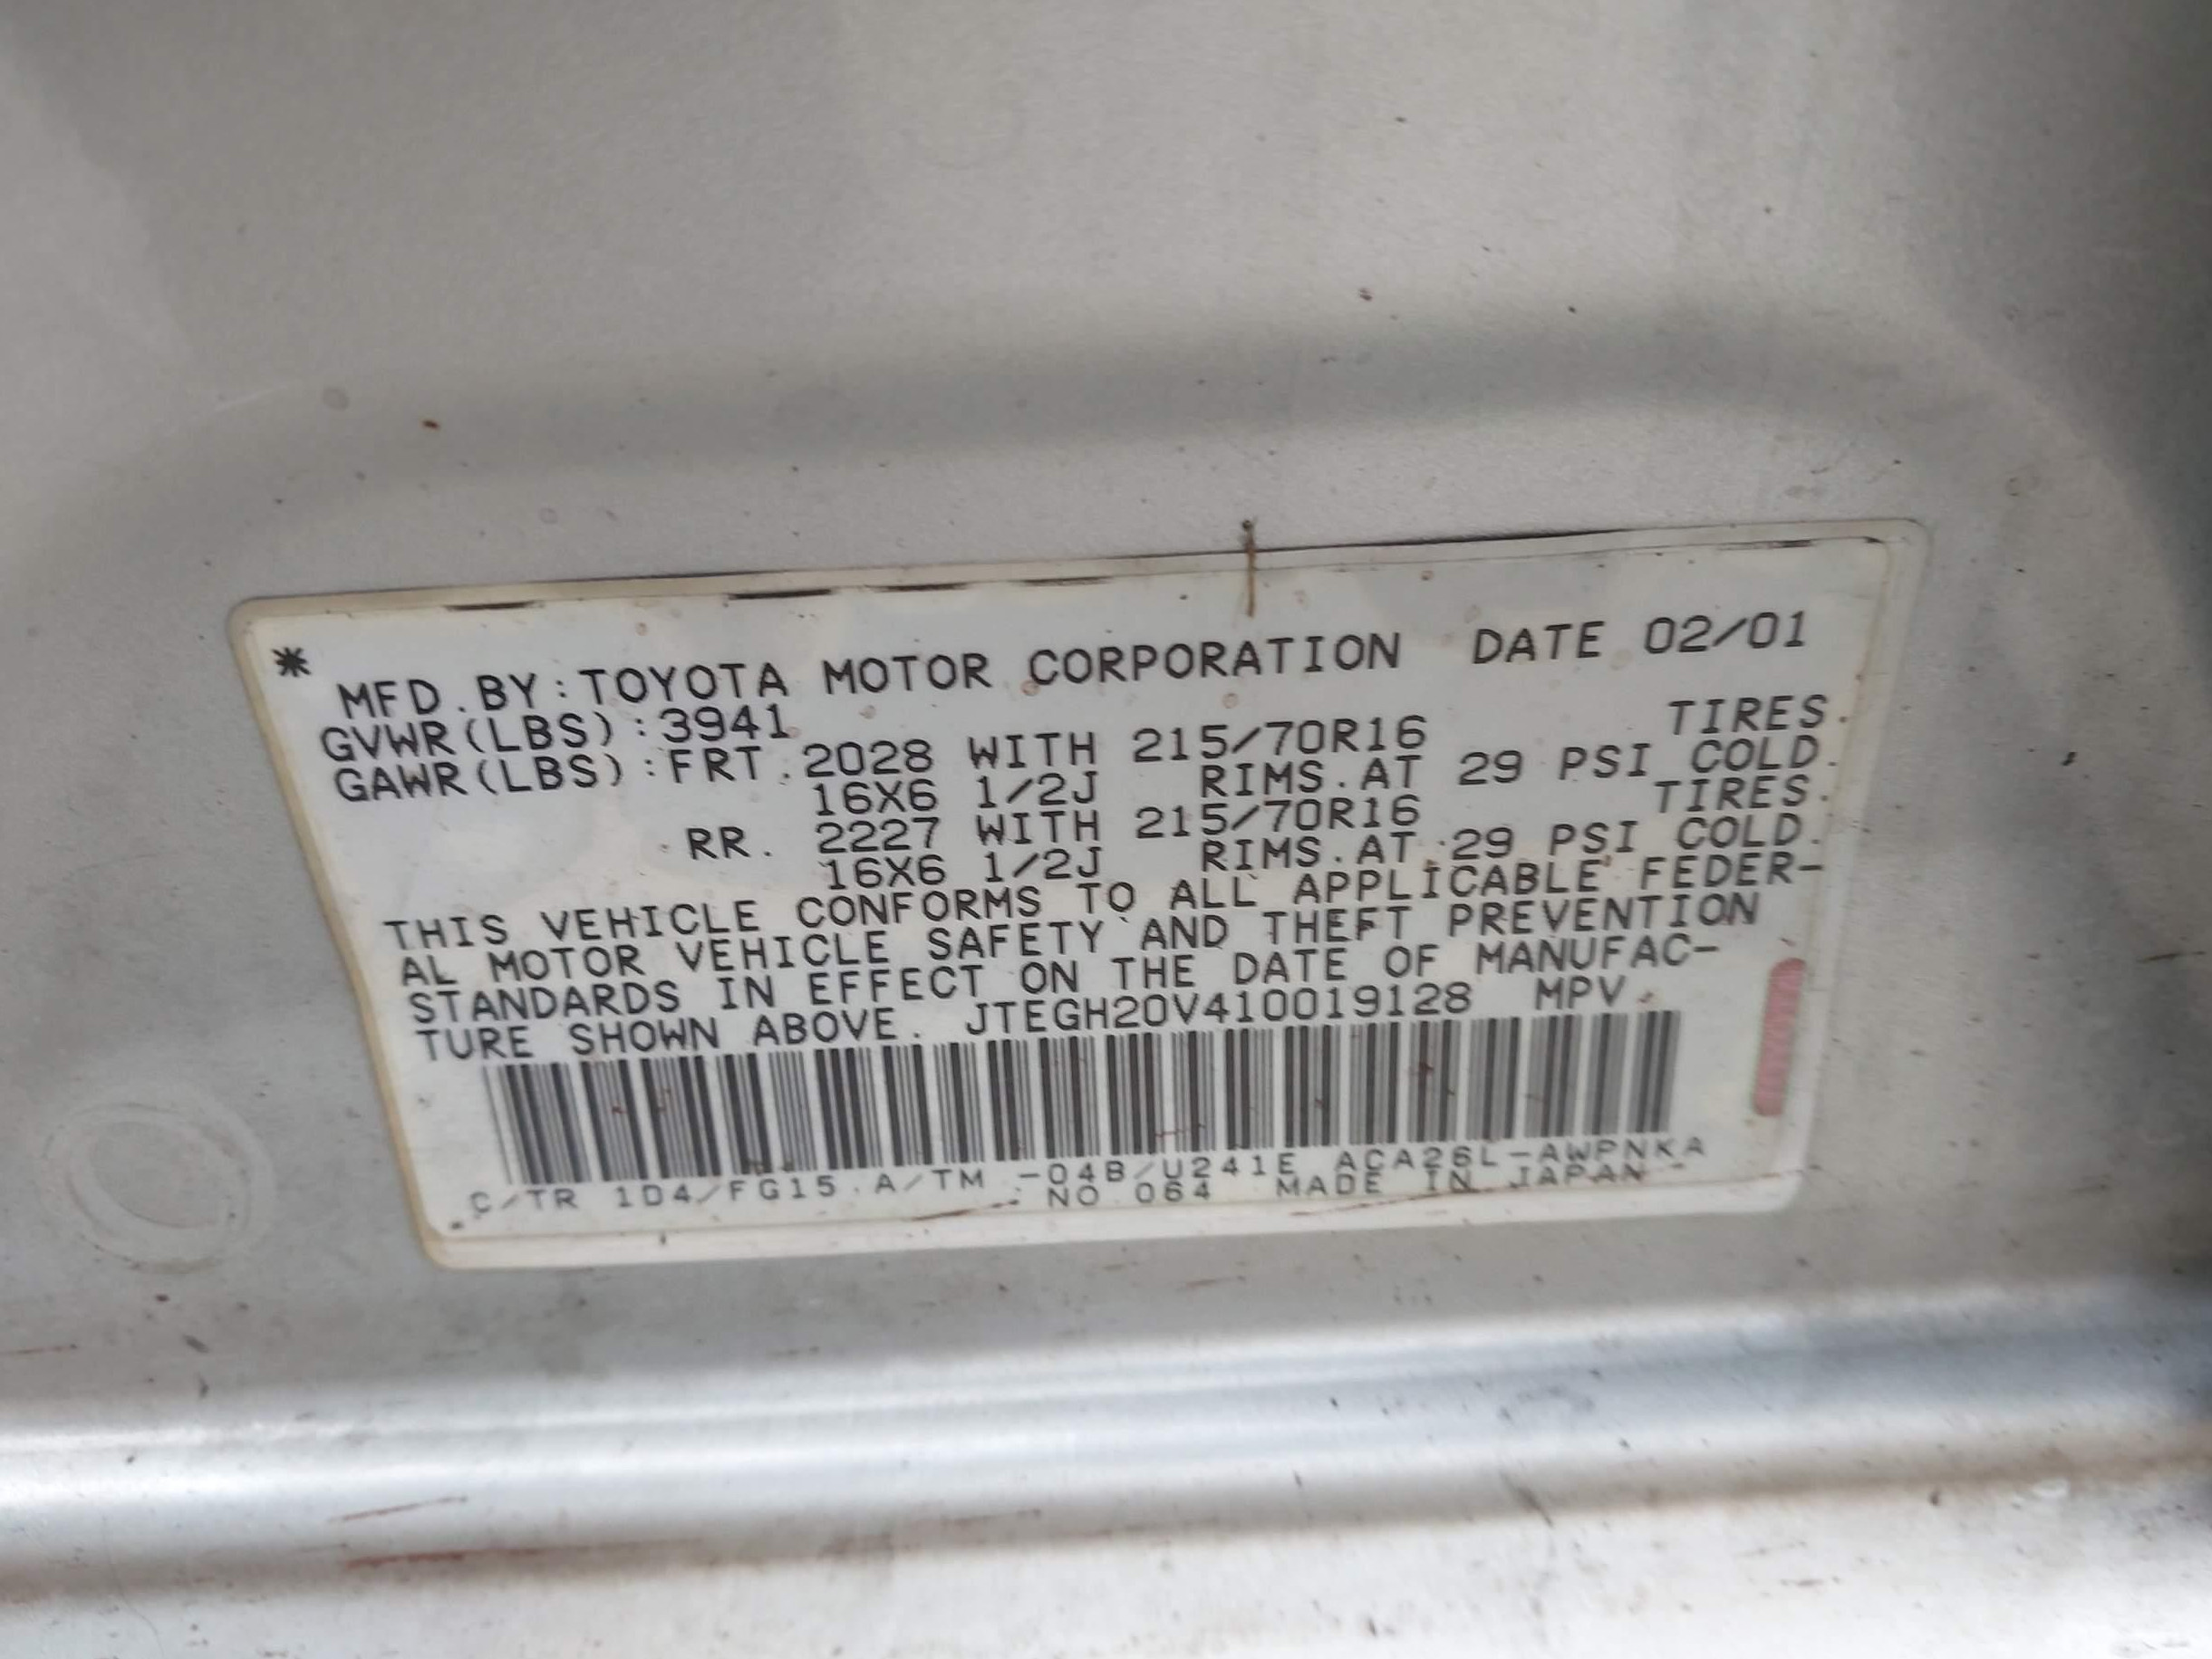 * MFD.BY:TOYOTA MOTOR CORPORATION DATE 02/01
GVWR(LBS):3941
GAWR(LBS):FRT.2028 WITH 215/70R16 TIRES.
16X6 1/2J RIMS.AT 29 PSI COLD.
RR. 2227 WITH 215/70R16 TIRES.
16X6 1/2J RIMS.AT 29 PSI COLD.
THIS VEHICLE CONFORMS TO ALL APPLICABLE FEDER-
AL MOTOR VEHICLE SAFETY AND THEFT PREVENTION
STANDARDS IN EFFECT ON THE DATE OF MANUFAC-
TURE SHOWN ABOVE. JTEGH20V410019128 MPV
C/TR 1D4/FG15 A/TM -04B/U241E ACA26L-AWPNKA
NO 064 MADE IN JAPAN
TOYOTA